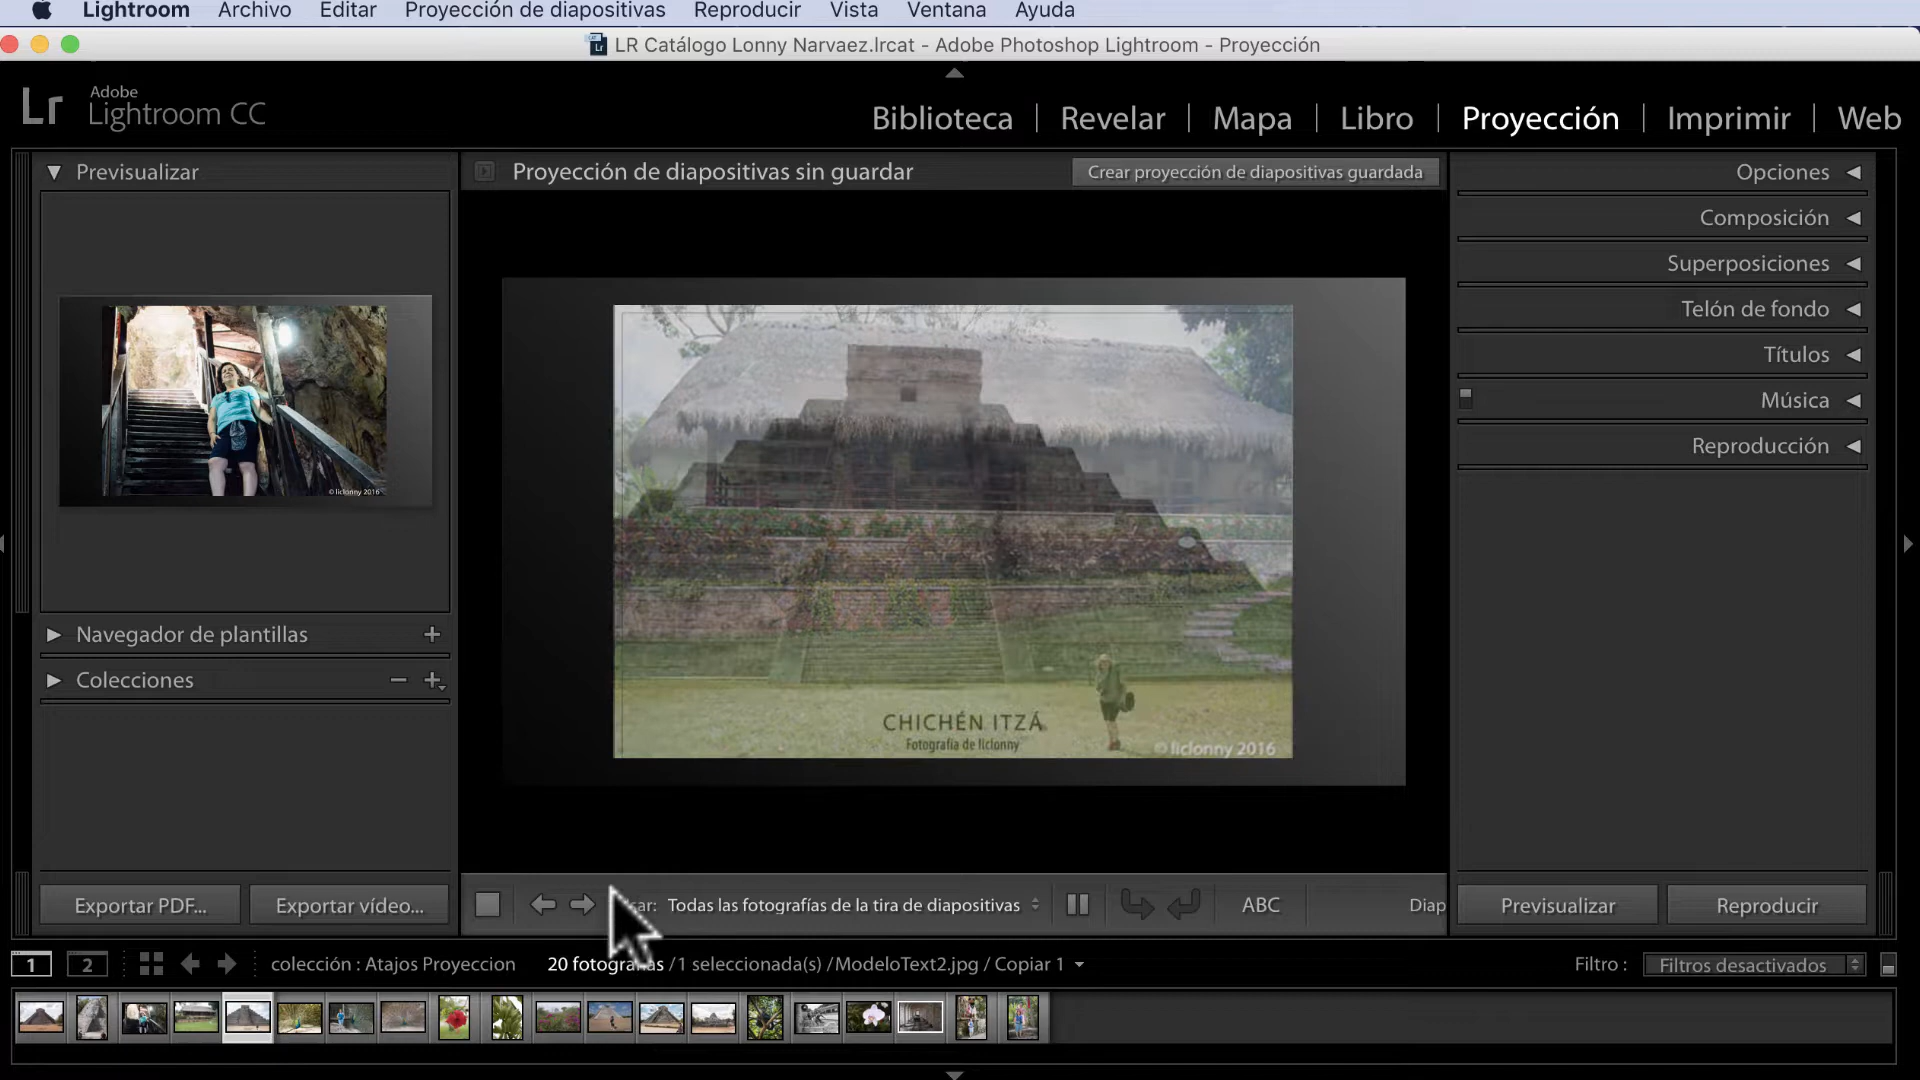 Lightroom Archivo Editar Proyección de diapositivas Reproducir Vista Ventana Ayuda
LR Catálogo Lonny Narvaez.lrcat - Adobe Photoshop Lightroom - Proyección
Lr Adobe
Lightroom CC
Biblioteca | Revelar | Mapa | Libro | Proyección | Imprimir | Web
Previsualizar
Proyección de diapositivas sin guardar
Crear proyección de diapositivas guardada
Opciones
Composición
Superposiciones
Telón de fondo
Títulos
Música
Reproducción
© liclonny 2016
CHICHÉN ITZÁ
Fotografía de liclonny
© liclonny 2016
Navegador de plantillas
Colecciones
Exportar PDF...
Exportar vídeo...
Todas las fotografías de la tira de diapositivas
ABC
Diap
Previsualizar
Reproducir
1 2 colección : Atajos Proyeccion 20 fotografías /1 seleccionada(s) /ModeloText2.jpg / Copiar 1
Filtro : Filtros desactivados